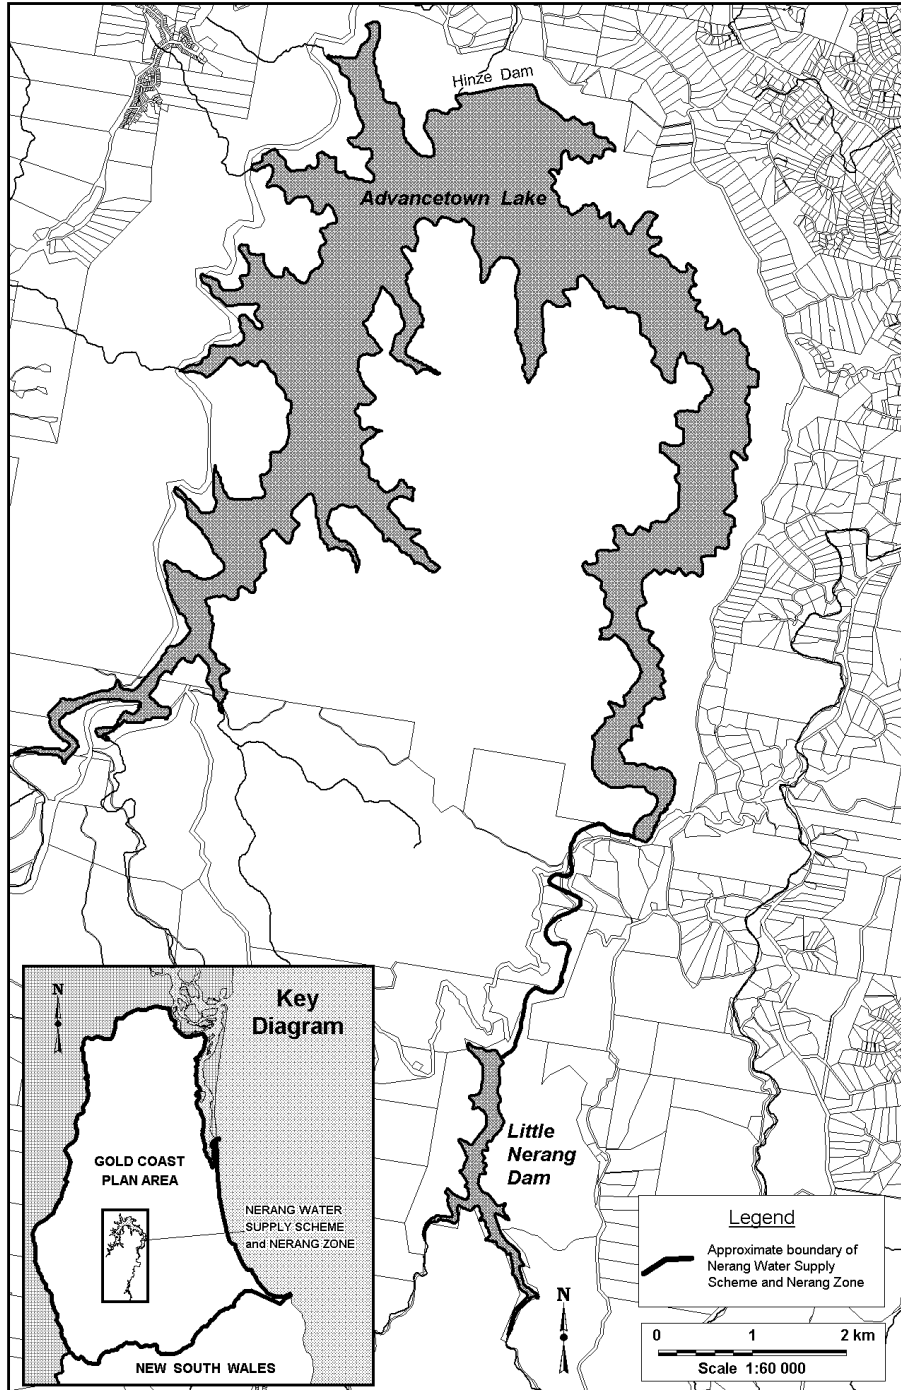 Hinze Dam
Advancetown Lake
Little
Nerang
Dam
N
Key
Diagram
GOLD COAST
PLAN AREA
NERANG WATER
SUPPLY SCHEME
and NERANG ZONE
NEW SOUTH WALES
N
Legend
Approximate boundary of
Nerang Water Supply
Scheme and Nerang Zone
0 1 2 km
Scale 1:60 000